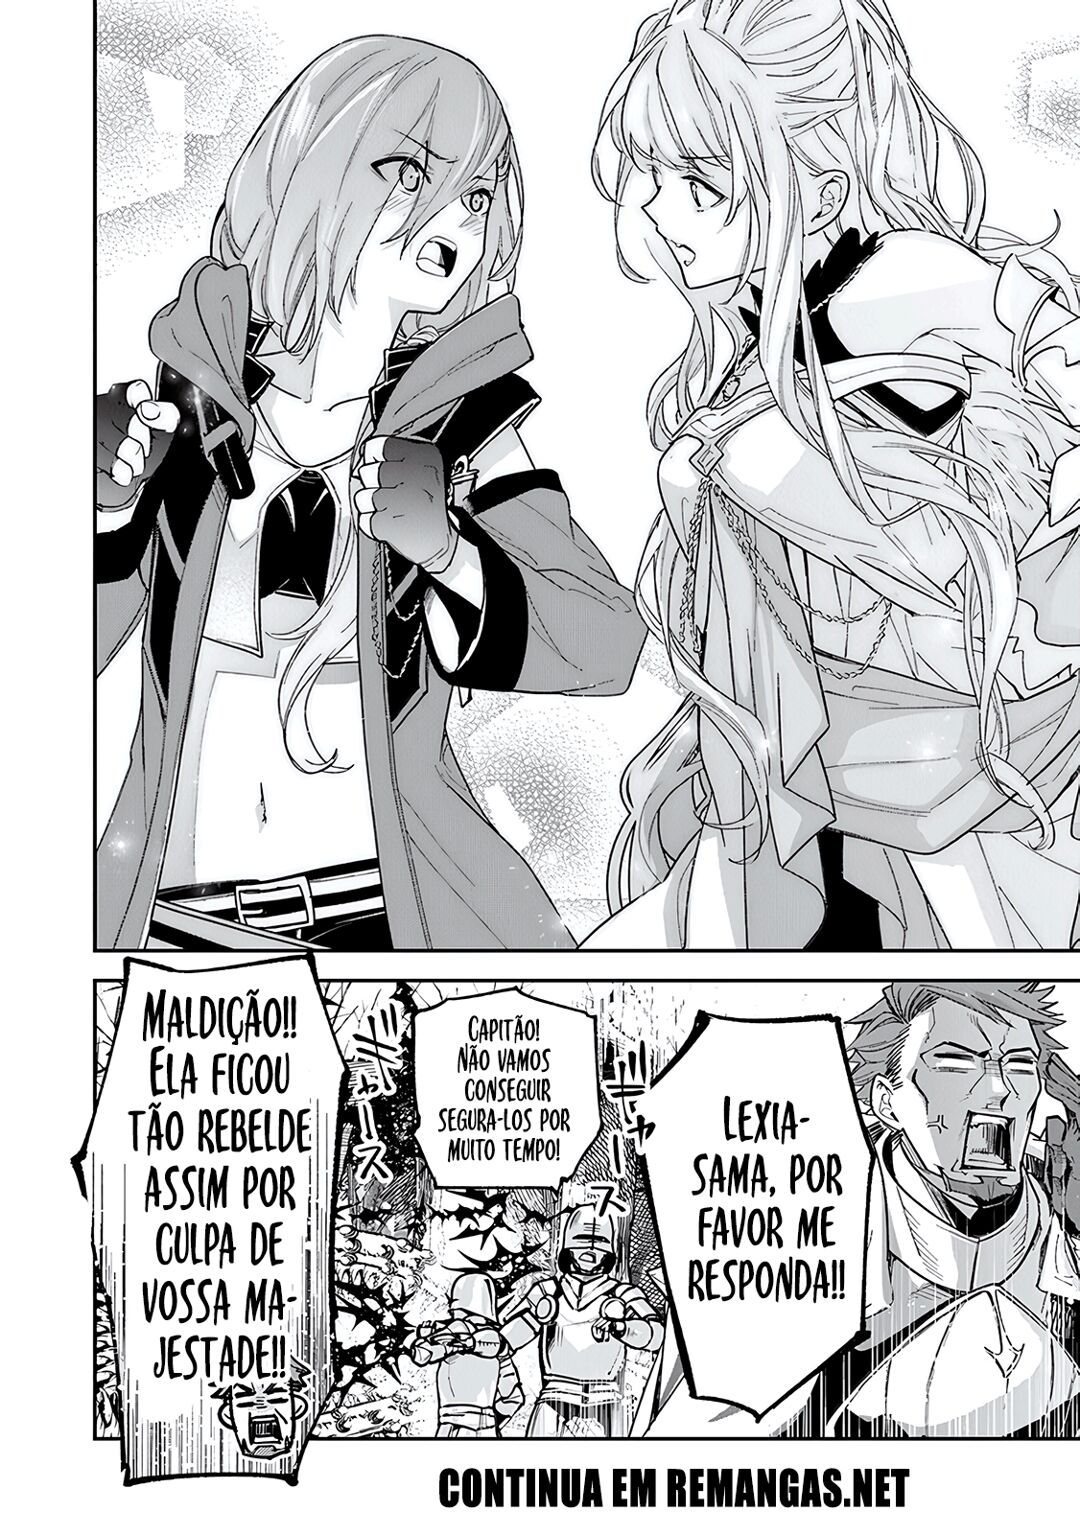 LEXIA-
SAMA, POR
FAVOR ME
RESPONDA!!
CAPITÃO!
NÃO VAMOS
CONSEGUIR
SEGURA-LOS POR
MUITO TEMPO!
MALDIÇÃO!!
ELA FICOU
TÃO REBELDE
ASSIM POR
CULPA DE
VOSSA MA-
JESTADE!!
CONTINUA EM REMANGAS.NET